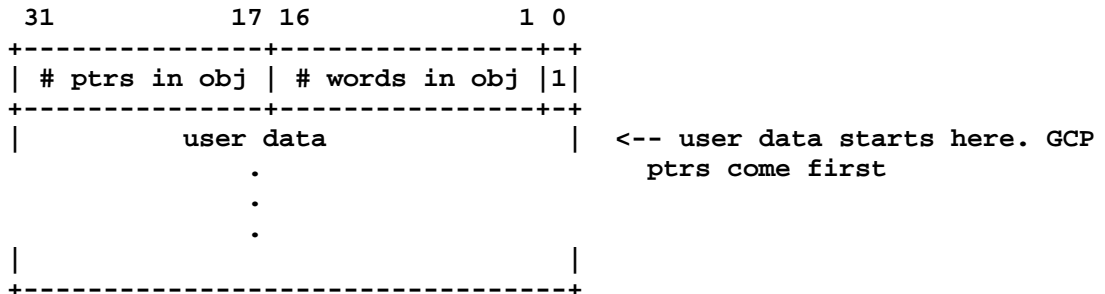 31 17 16 1 0
+---------------+----------------+-+
| # ptrs in obj | # words in obj |1|
+---------------+----------------+-+
| user data | <-- user data starts here. GCP
. ptrs come first
.
.
| |
+----------------------------------+